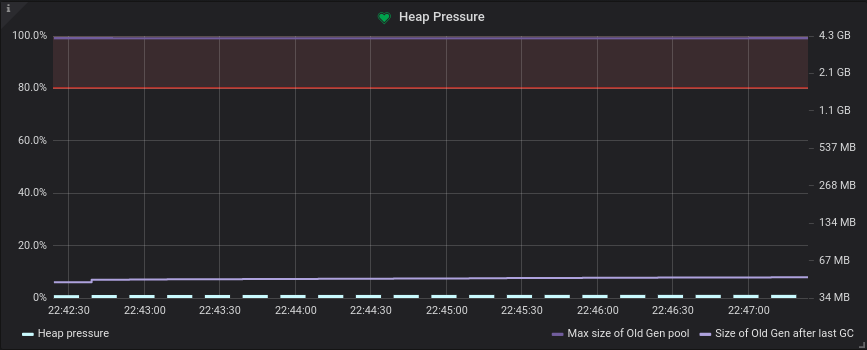 i
Heap Pressure
100.0% 4.3 GB
2.1 GB
80.0%
1.1 GB
60.0% 537 MB
40.0% 268 MB
134 MB
20.0% 67 MB
0% 34 MB
22:42:30 22:43:00 22:43:30 22:44:00 22:44:30 22:45:00 22:45:30 22:46:00 22:46:30 22:47:00
Heap pressure Max size of Old Gen pool Size of Old Gen after last GC